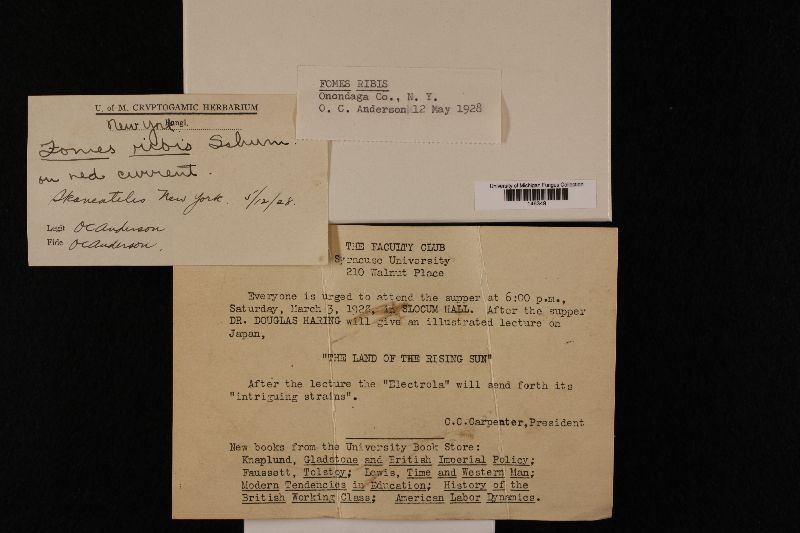 FOMES RIBIS
Onondaga Co., N. Y.
O. C. Anderson 12 May 1928
U. of M. CRYPTOGAMIC HERBARIUM
New York
Fomes ribis Schum.
on red currant.
Skaneateles New York. 5/12/28.
Legit OC Anderson
Fide OC Anderson.
University of Michigan Fungus Collection
THE FACULTY CLUB
Syracuse University
210 Walnut Place
Everyone is urged to attend the supper at 6:00 p.m.,
Saturday, March 3, 1928, in SLOCUM HALL. After the supper
DR. DOUGLAS HARING will give an illustrated lecture on
Japan,
"THE LAND OF THE RISING SUN"
After the lecture the "Electrola" will send forth its
"intriguing strains".
C.C.Carpenter,President
New books from the University Book Store:
Knaplund, Gladstone and British Imperial Policy;
Faussett, Tolstoy; Lewis, Time and Western Man;
Modern Tendencies in Education; History of the
British Working Class; American Labor Dynamics.